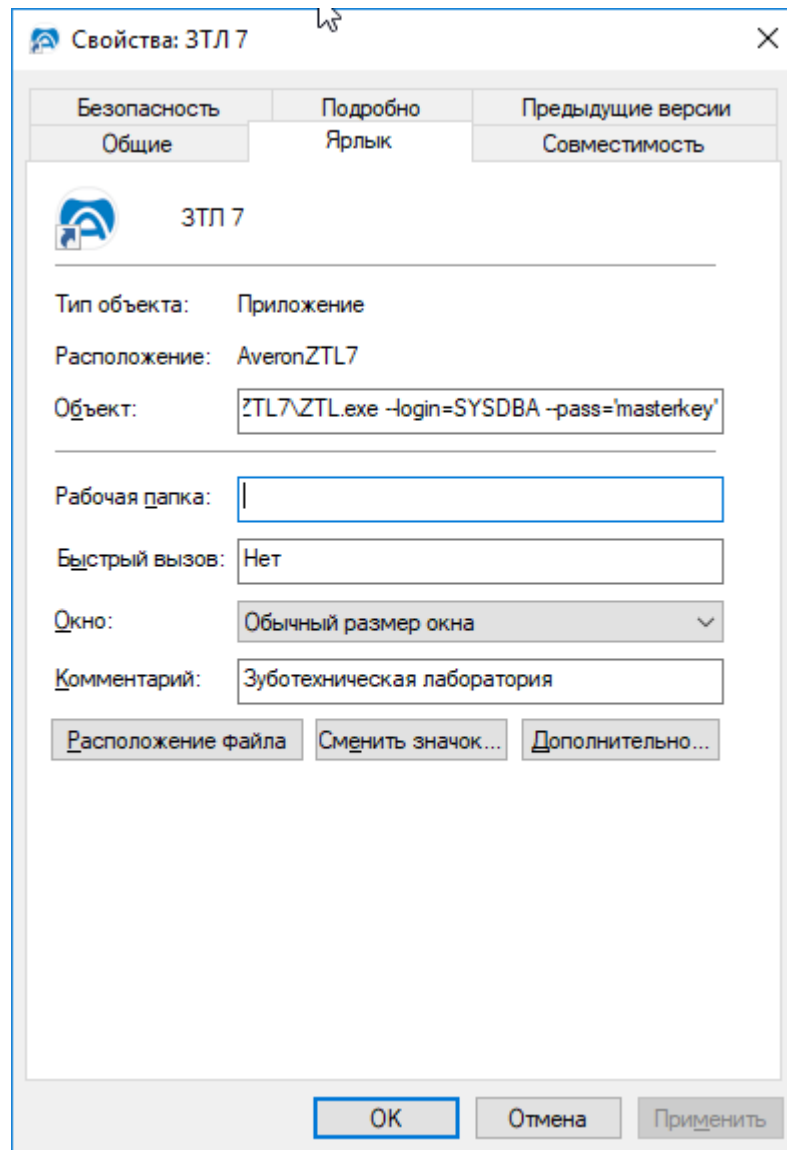 Свойства: ЗТЛ 7
Безопасность Подробно Предыдущие версии
Общие Ярлык Совместимость
ЗТЛ 7
Тип объекта: Приложение
Расположение: AveronZTL7
Объект: ZTL7\ZTL.exe --login=SYSDBA --pass='masterkey'
Рабочая папка:
Быстрый вызов: Нет
Окно: Обычный размер окна
Комментарий: Зуботехническая лаборатория
Расположение файла Сменить значок... Дополнительно...
OK Отмена Применить